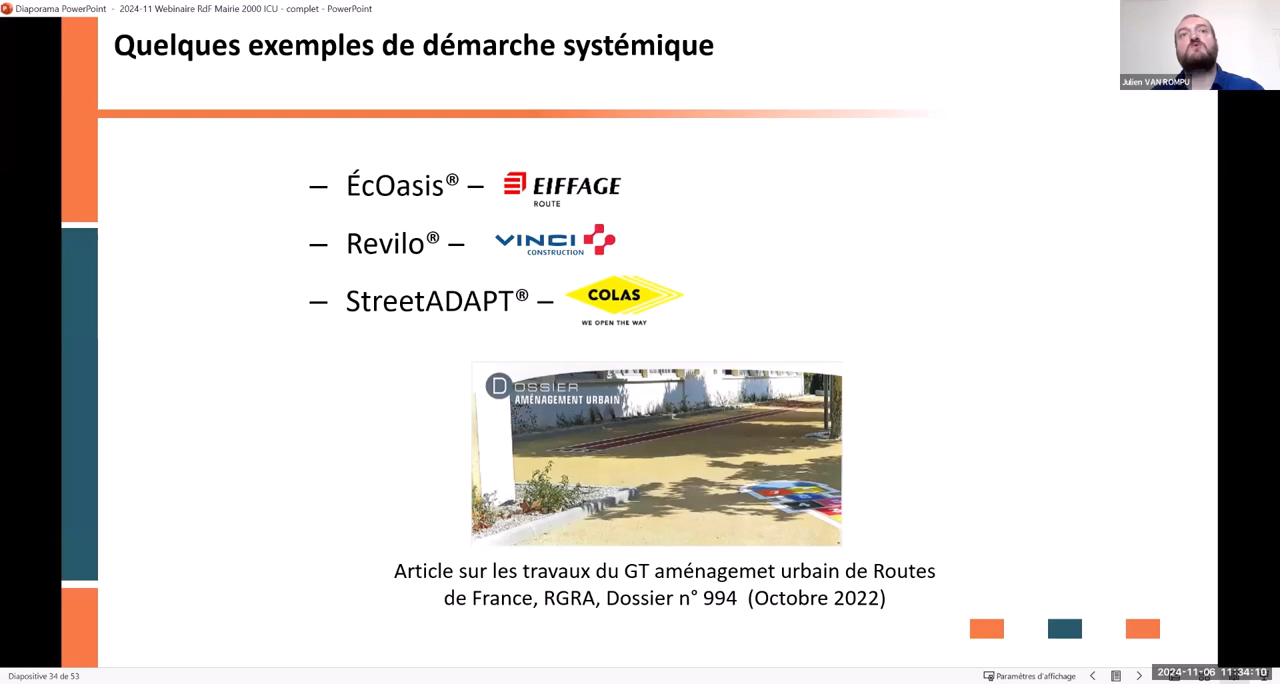 Diaporama PowerPoint - 2024-11 Webinaire RdF Mairie 2000 ICU - complet - PowerPoint
Quelques exemples de démarche systémique
Julien VAN ROMPU
– ÉcOasis® – EIFFAGE
ROUTE
– Revilo® – VINCI
CONSTRUCTION
– StreetADAPT® – COLAS
WE OPEN THE WAY
DOSSIER
AMÉNAGEMENT URBAIN
Article sur les travaux du GT aménagemet urbain de Routes
de France, RGRA, Dossier n° 994 (Octobre 2022)
Diapositive 34 de 53
Paramètres d'affichage
2024-11-06 11:34:10